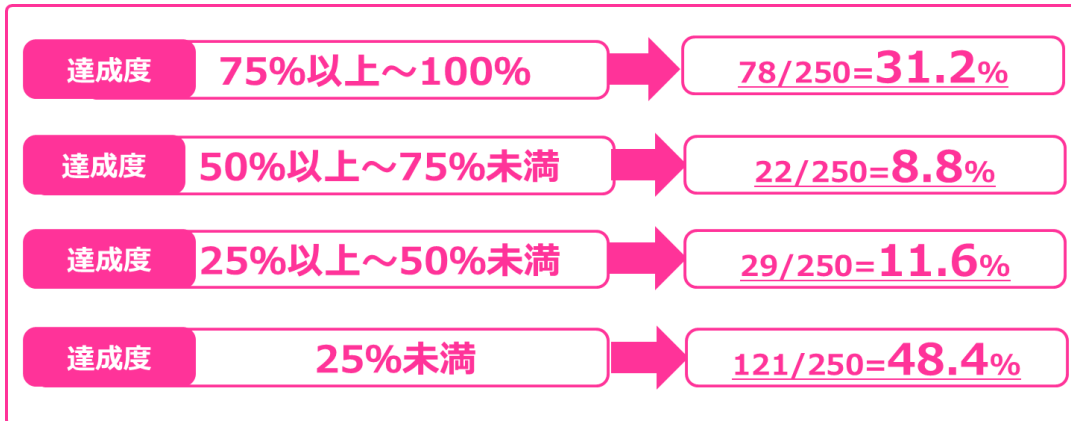 達成度 75%以上～100% 78/250=31.2%
達成度 50%以上～75%未満 22/250=8.8%
達成度 25%以上～50%未満 29/250=11.6%
達成度 25%未満 121/250=48.4%